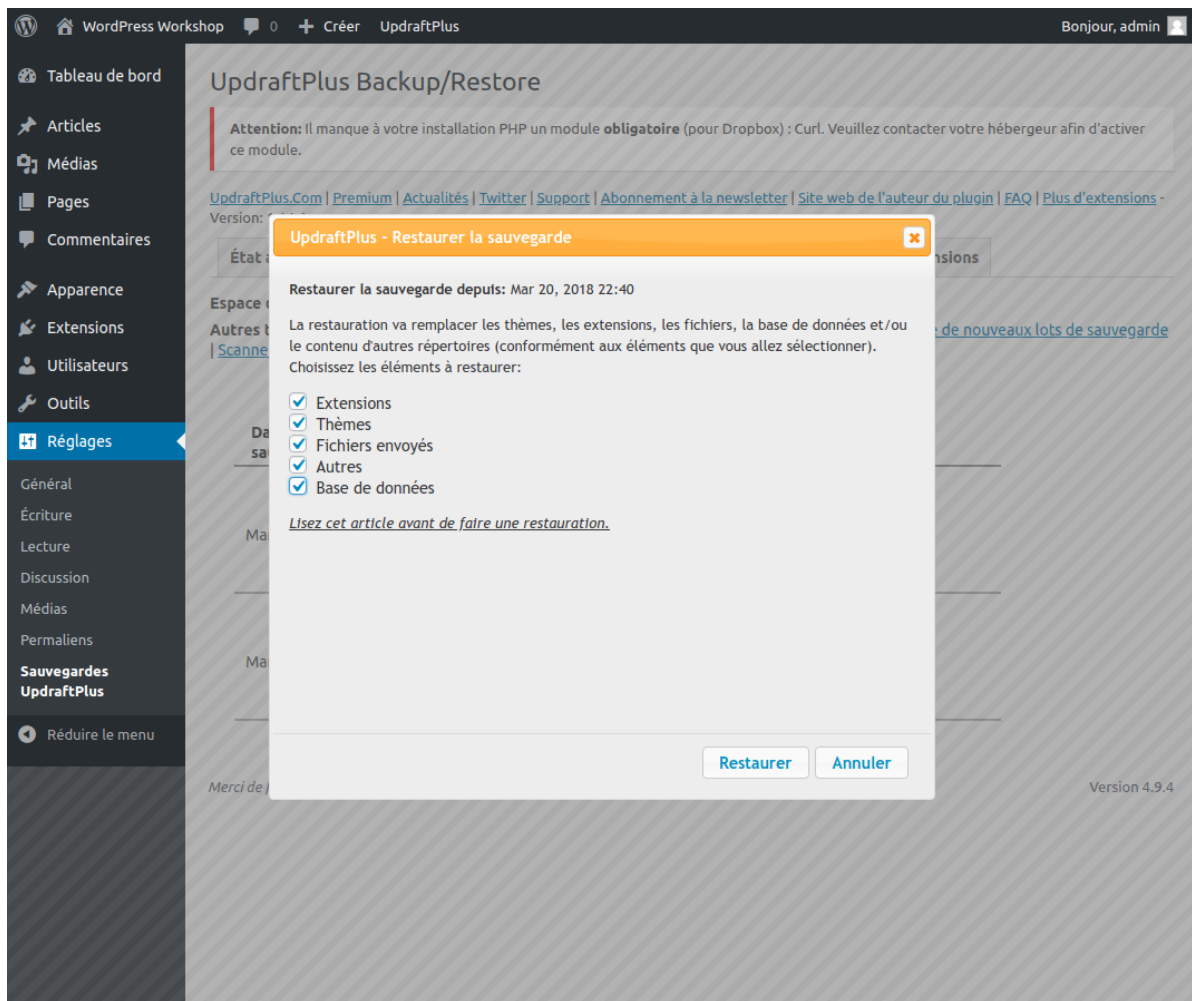 WordPress Workshop 0 + Créer UpdraftPlus Bonjour, admin
Tableau de bord
Articles
Médias
Pages
Commentaires
Apparence
Extensions
Utilisateurs
Outils
Réglages
Général
Écriture
Lecture
Discussion
Médias
Permaliens
Sauvegardes
UpdraftPlus
Réduire le menu
UpdraftPlus Backup/Restore
Attention: Il manque à votre installation PHP un module obligatoire (pour Dropbox) : Curl. Veuillez contacter votre hébergeur afin d'activer
ce module.
UpdraftPlus.Com | Premium | Actualités | Twitter | Support | Abonnement à la newsletter | Site web de l'auteur du plugin | FAQ | Plus d'extensions -
Version:
État
Espace
Autres de nouveaux lots de sauvegarde
| Scanne
UpdraftPlus - Restaurer la sauvegarde
Restaurer la sauvegarde depuis: Mar 20, 2018 22:40
La restauration va remplacer les thèmes, les extensions, les fichiers, la base de données et/ou
le contenu d'autres répertoires (conformément aux éléments que vous allez sélectionner).
Choisissez les éléments à restaurer:
Extensions
Thèmes
Fichiers envoyés
Autres
Base de données
Lisez cet article avant de faire une restauration.
Restaurer Annuler
Merci de
Version 4.9.4